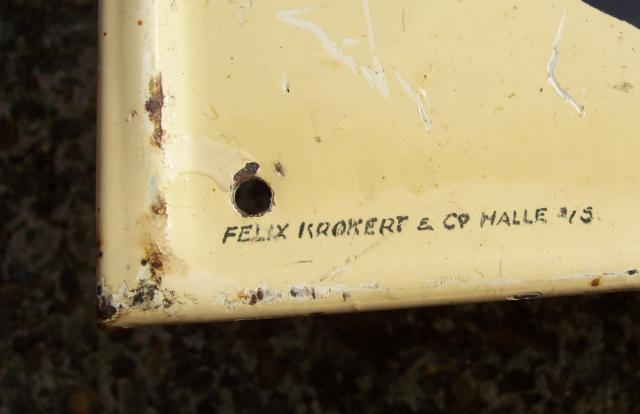 FELIX KROKERT & Co HALLE a/S.